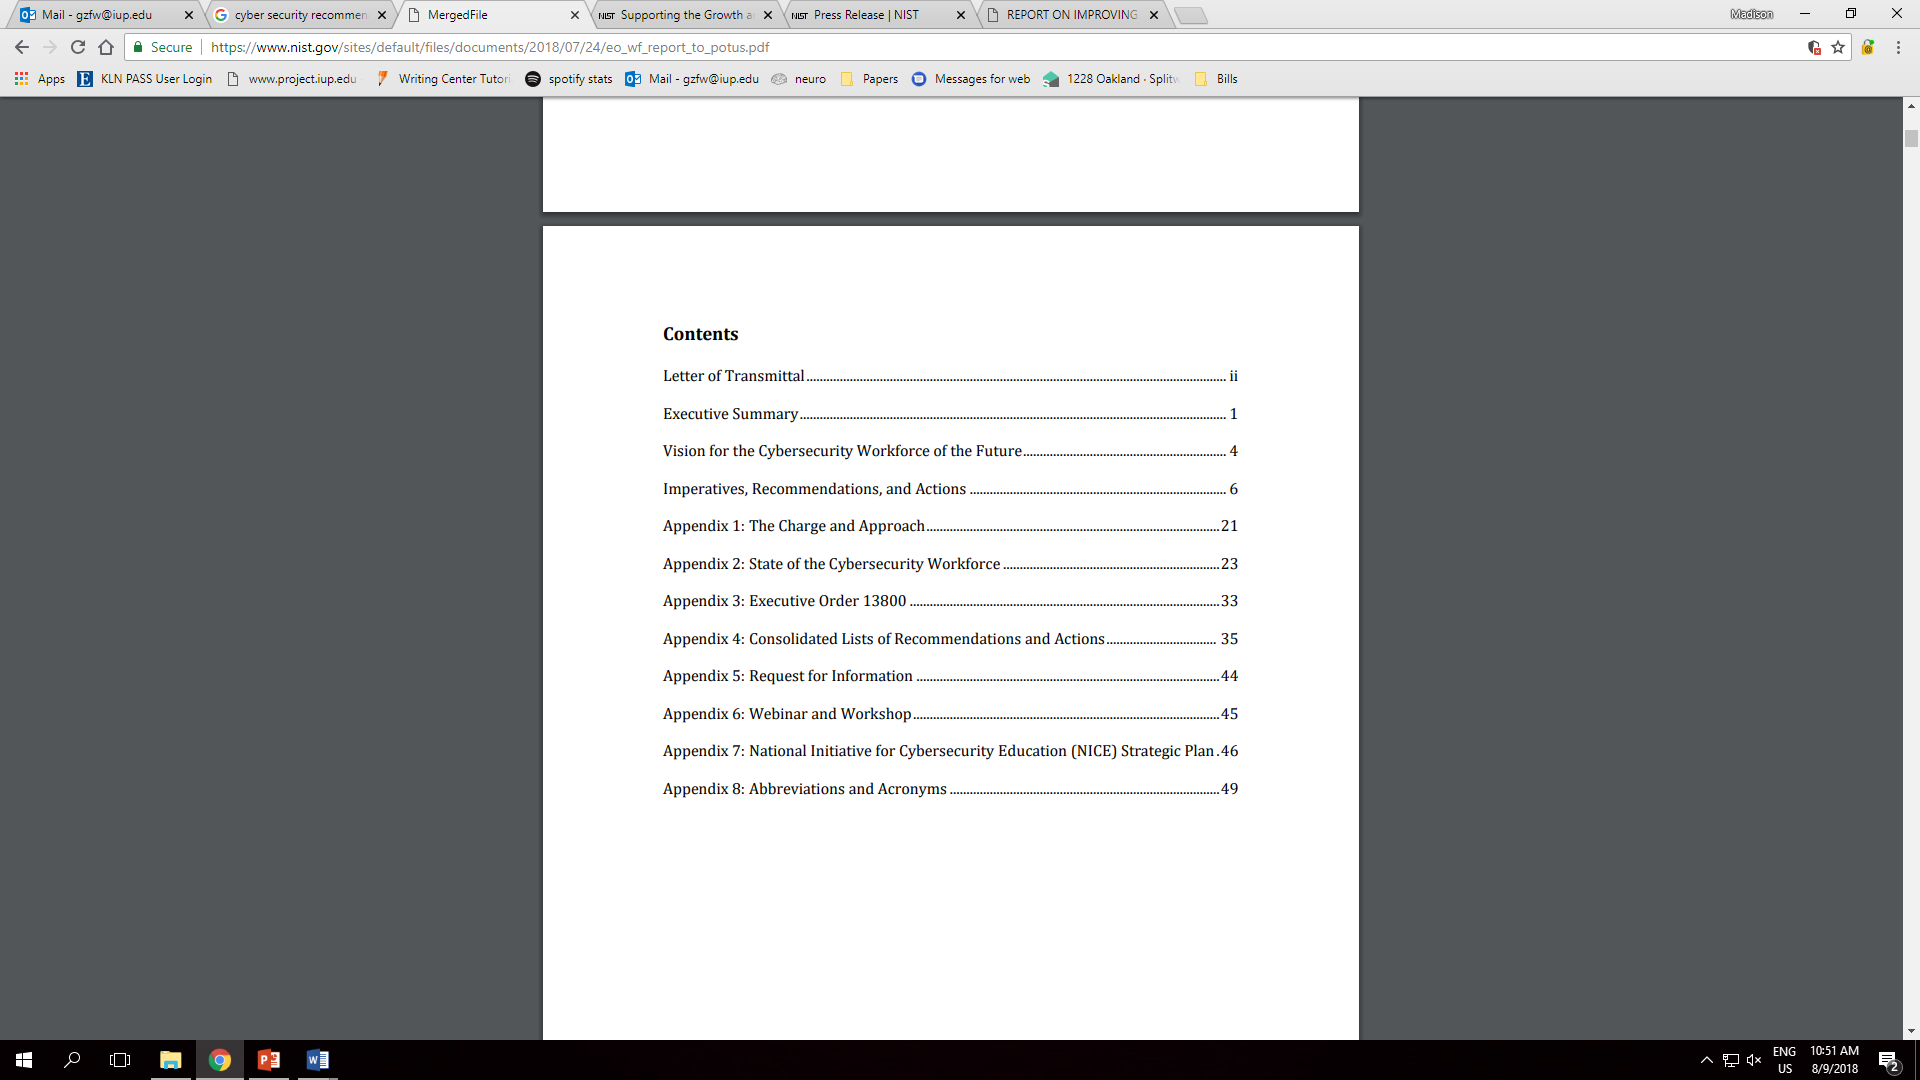 Mail - gzfw@iup.edu
cyber security recommen
MergedFile
NIST Supporting the Growth a
NIST Press Release | NIST
REPORT ON IMPROVING
Madison
Secure https://www.nist.gov/sites/default/files/documents/2018/07/24/eo_wf_report_to_potus.pdf
Apps
E KLN PASS User Login
www.project.iup.edu
Writing Center Tutori
spotify stats
Mail - gzfw@iup.edu
neuro
Papers
Messages for web
1228 Oakland · Splitw
Bills
Contents
Letter of Transmittal ii
Executive Summary 1
Vision for the Cybersecurity Workforce of the Future 4
Imperatives, Recommendations, and Actions 6
Appendix 1: The Charge and Approach 21
Appendix 2: State of the Cybersecurity Workforce 23
Appendix 3: Executive Order 13800 33
Appendix 4: Consolidated Lists of Recommendations and Actions 35
Appendix 5: Request for Information 44
Appendix 6: Webinar and Workshop 45
Appendix 7: National Initiative for Cybersecurity Education (NICE) Strategic Plan 46
Appendix 8: Abbreviations and Acronyms 49
ENG
US
10:51 AM
8/9/2018
2